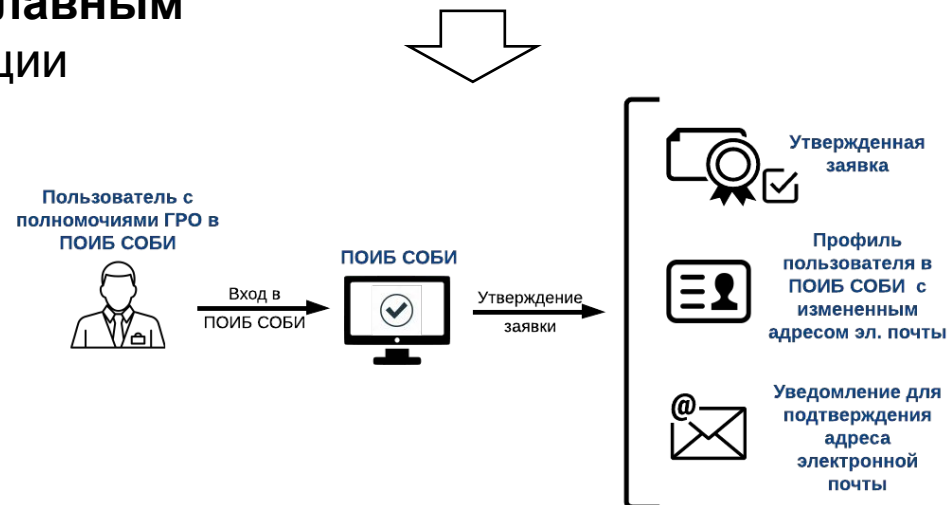 главным
ции
Пользователь с
полномочиями ГРО в
ПОИБ СОБИ
Вход в
ПОИБ СОБИ
ПОИБ СОБИ
Утверждение
заявки
Утвержденная
заявка
Профиль
пользователя в
ПОИБ СОБИ с
измененным
адресом эл. почты
@
Уведомление для
подтверждения
адреса
электронной
почты